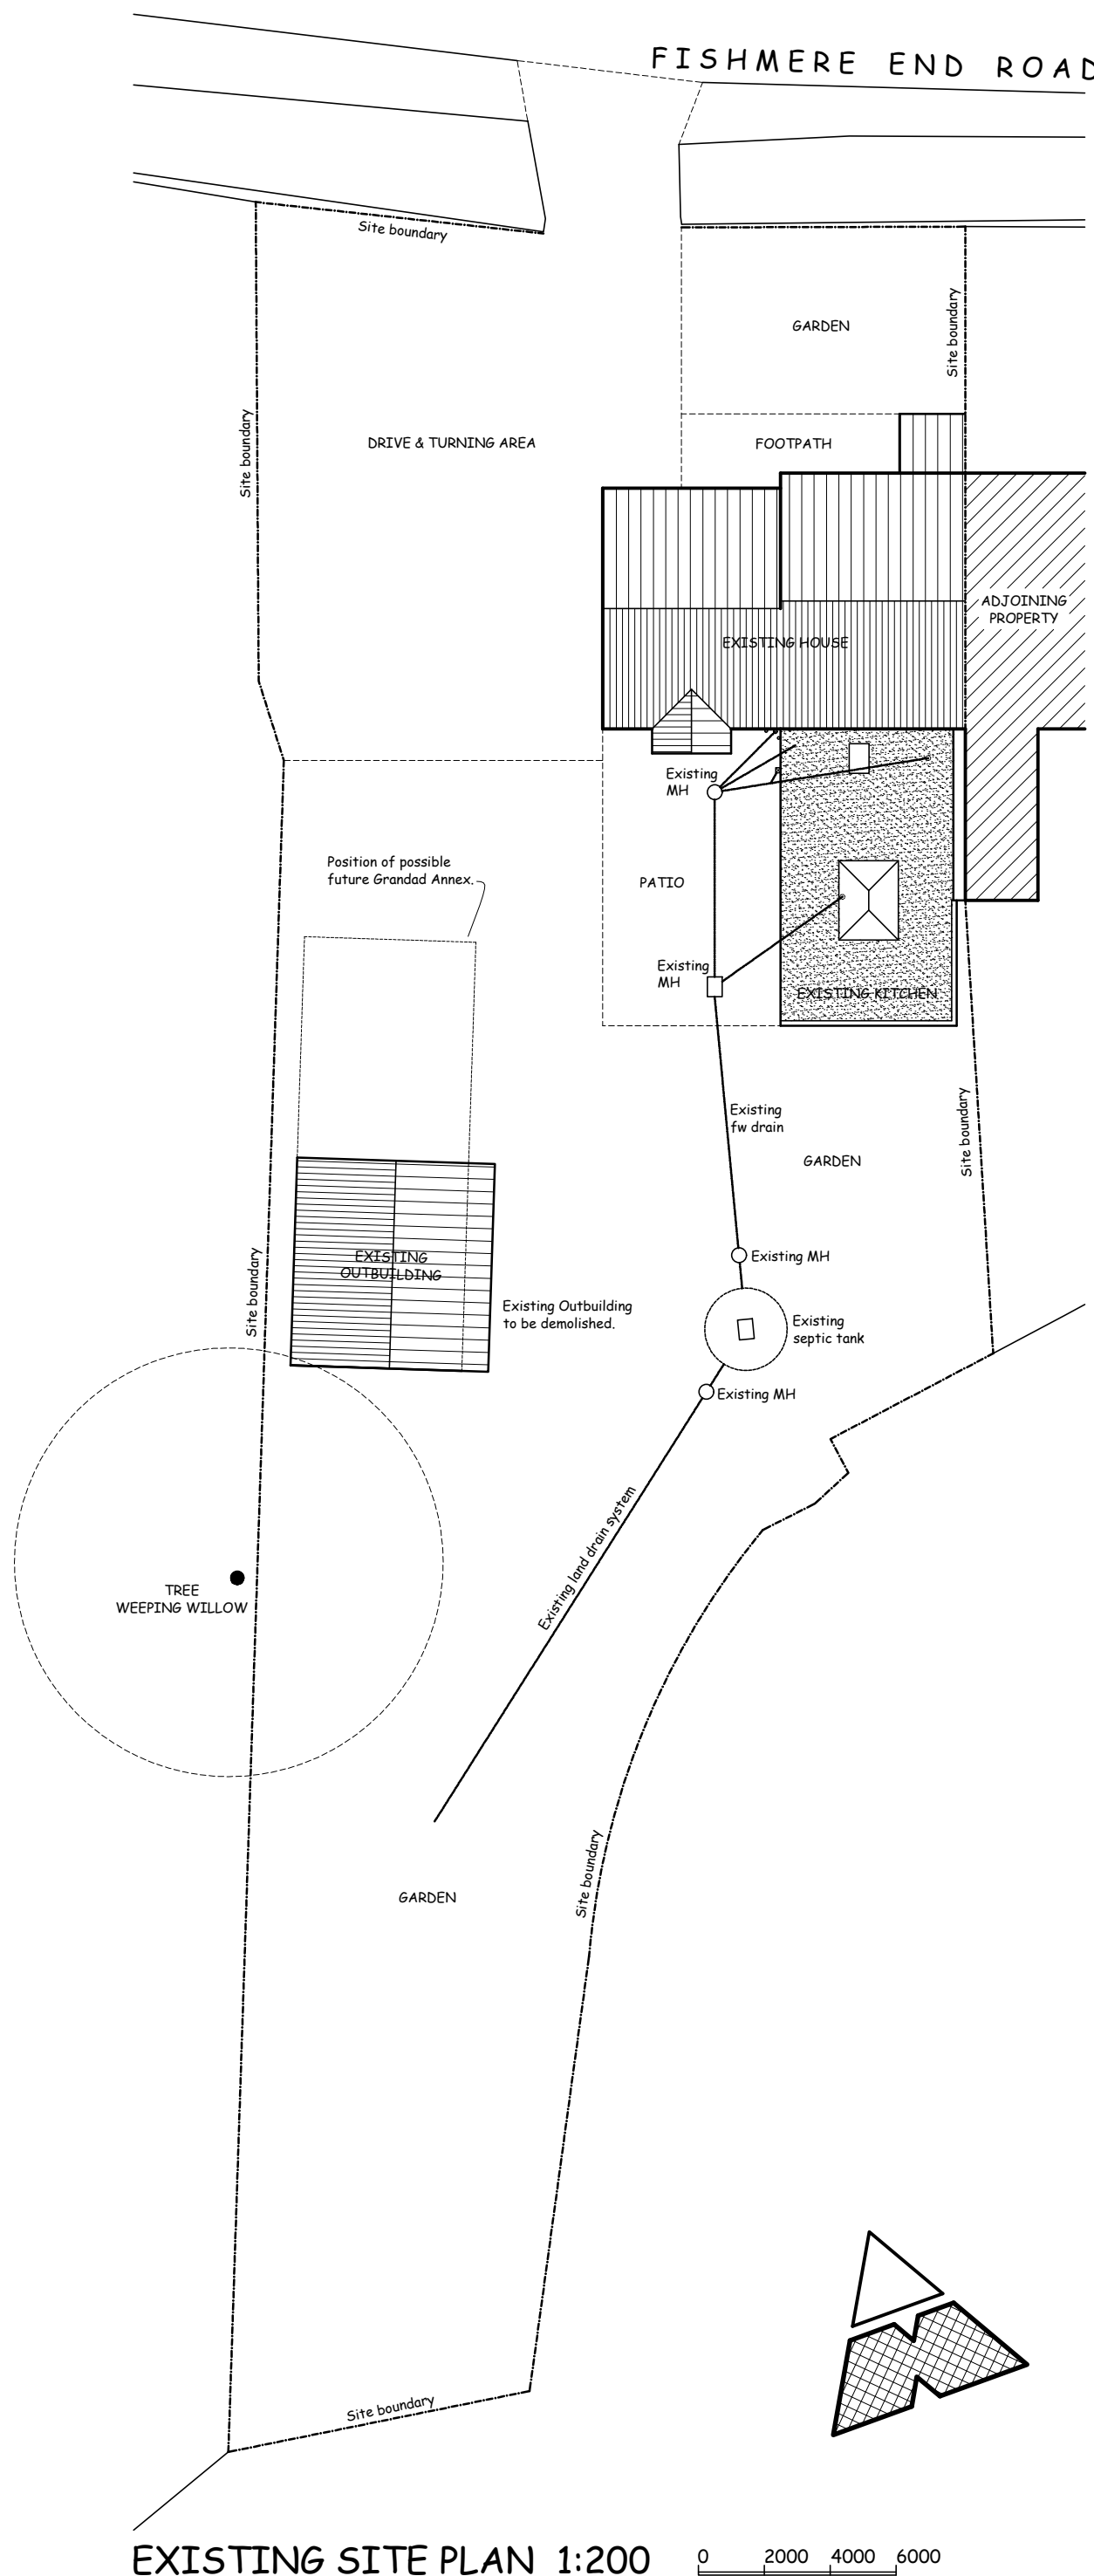 FISHMERE END ROAD
Site boundary
GARDEN
Site boundary
Site boundary
DRIVE & TURNING AREA
FOOTPATH
ADJOINING
PROPERTY
EXISTING HOUSE
Existing
MH
Position of possible
future Grandad Annex.
PATIO
Existing
MH
EXISTING KITCHEN
Existing
fw drain
Site boundary
GARDEN
Site boundary
EXISTING
OUTBUILDING
Existing MH
Existing Outbuilding
to be demolished.
Existing
septic tank
Existing MH
Existing land drain system
TREE
WEEPING WILLOW
Site boundary
GARDEN
Site boundary
EXISTING SITE PLAN 1:200
0 2000 4000 6000